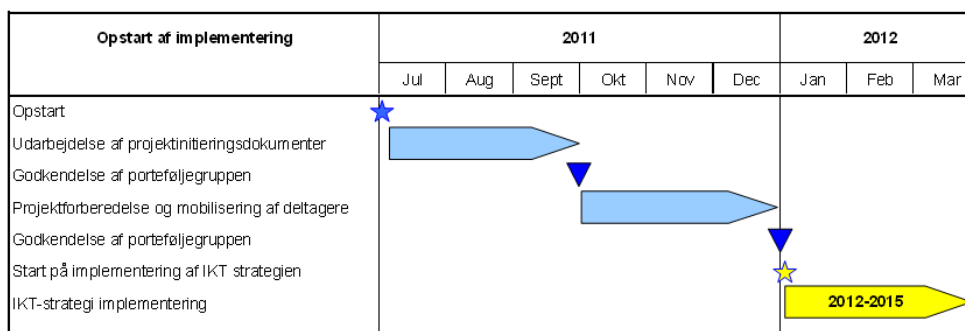 Opstart af implementering 2011 2012
Jul Aug Sept Okt Nov Dec Jan Feb Mar
Opstart
Udarbejdelse af projektinitieringsdokumenter
Godkendelse af porteføljegruppen
Projektforberedelse og mobilisering af deltagere
Godkendelse af porteføljegruppen
Start på implementering af IKT strategien
IKT-strategi implementering 2012-2015